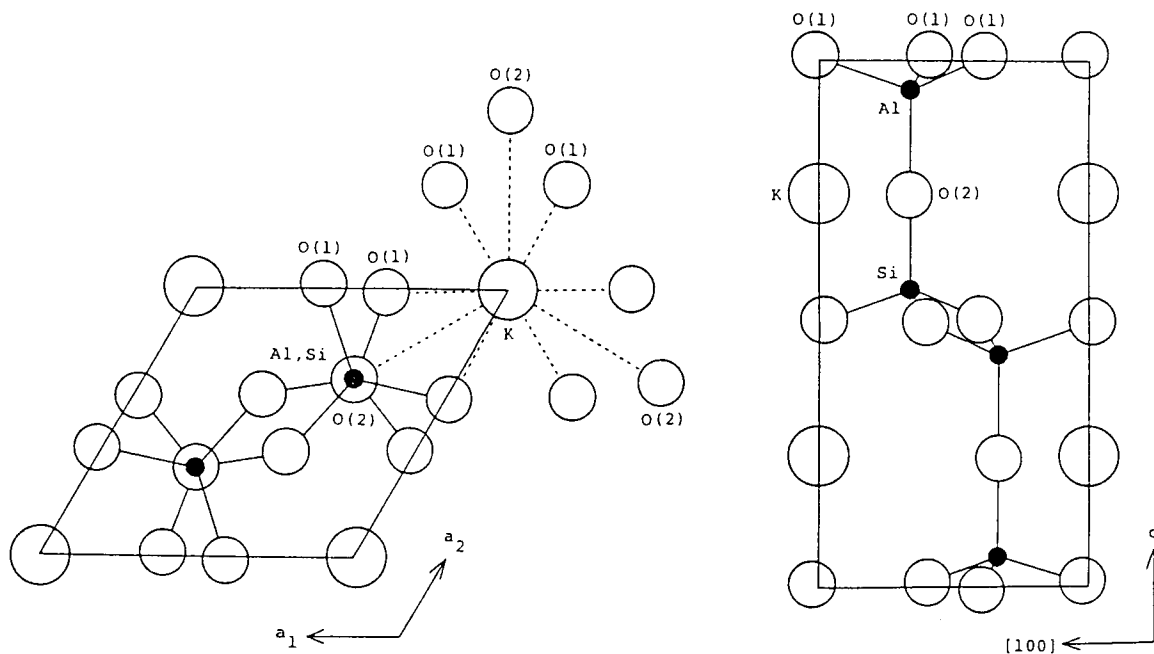 O(2)
O(1) O(1)
O(1) O(1)
K
Al,Si
O(2) O(2)
a2
a1
O(1) O(1) O(1)
Al
K O(2)
Si
c
[100]